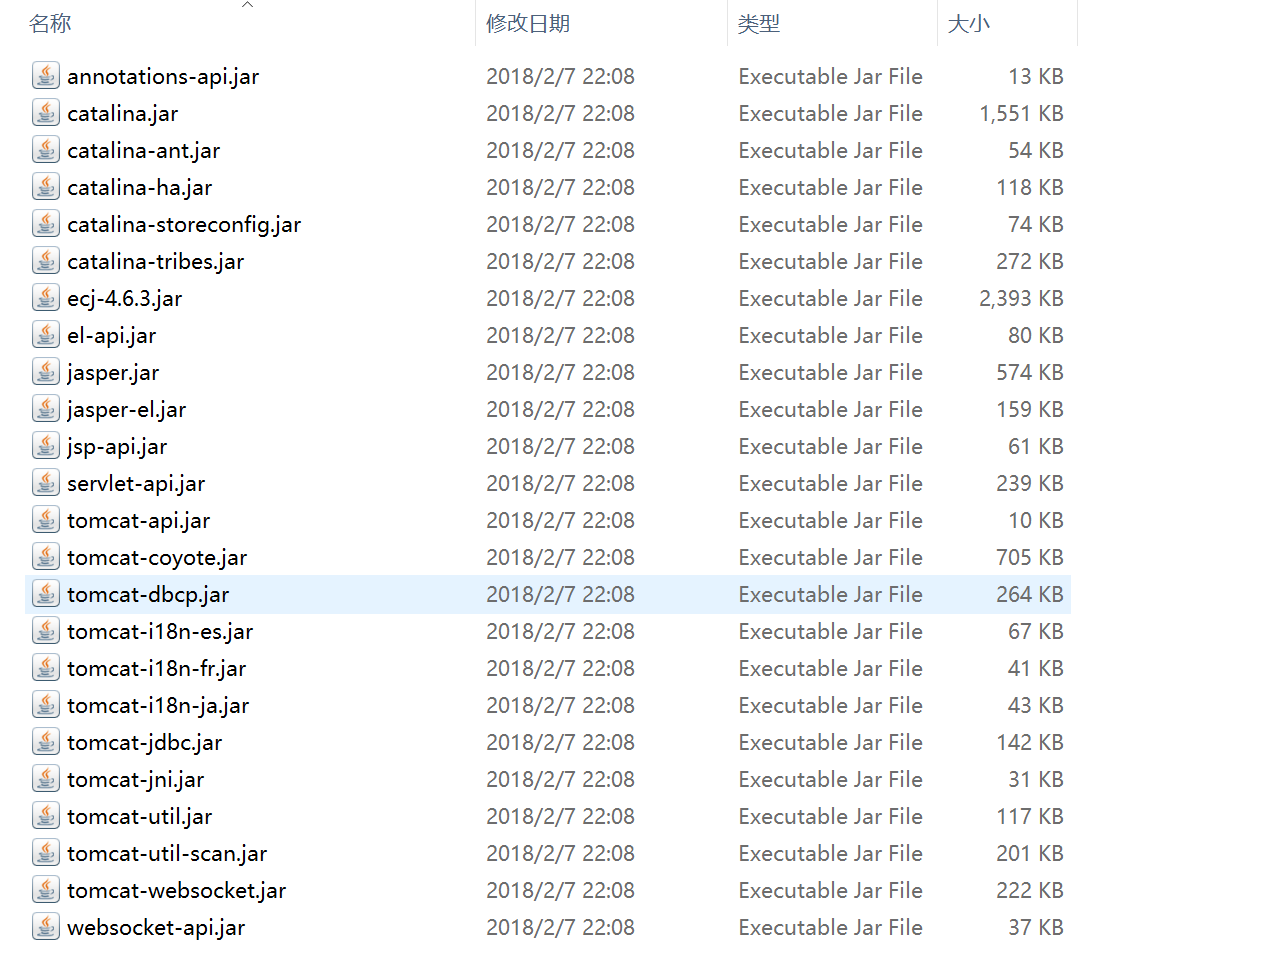 名称 修改日期 类型 大小
annotations-api.jar 2018/2/7 22:08 Executable Jar File 13 KB
catalina.jar 2018/2/7 22:08 Executable Jar File 1,551 KB
catalina-ant.jar 2018/2/7 22:08 Executable Jar File 54 KB
catalina-ha.jar 2018/2/7 22:08 Executable Jar File 118 KB
catalina-storeconfig.jar 2018/2/7 22:08 Executable Jar File 74 KB
catalina-tribes.jar 2018/2/7 22:08 Executable Jar File 272 KB
ecj-4.6.3.jar 2018/2/7 22:08 Executable Jar File 2,393 KB
el-api.jar 2018/2/7 22:08 Executable Jar File 80 KB
jasper.jar 2018/2/7 22:08 Executable Jar File 574 KB
jasper-el.jar 2018/2/7 22:08 Executable Jar File 159 KB
jsp-api.jar 2018/2/7 22:08 Executable Jar File 61 KB
servlet-api.jar 2018/2/7 22:08 Executable Jar File 239 KB
tomcat-api.jar 2018/2/7 22:08 Executable Jar File 10 KB
tomcat-coyote.jar 2018/2/7 22:08 Executable Jar File 705 KB
tomcat-dbcp.jar 2018/2/7 22:08 Executable Jar File 264 KB
tomcat-i18n-es.jar 2018/2/7 22:08 Executable Jar File 67 KB
tomcat-i18n-fr.jar 2018/2/7 22:08 Executable Jar File 41 KB
tomcat-i18n-ja.jar 2018/2/7 22:08 Executable Jar File 43 KB
tomcat-jdbc.jar 2018/2/7 22:08 Executable Jar File 142 KB
tomcat-jni.jar 2018/2/7 22:08 Executable Jar File 31 KB
tomcat-util.jar 2018/2/7 22:08 Executable Jar File 117 KB
tomcat-util-scan.jar 2018/2/7 22:08 Executable Jar File 201 KB
tomcat-websocket.jar 2018/2/7 22:08 Executable Jar File 222 KB
websocket-api.jar 2018/2/7 22:08 Executable Jar File 37 KB